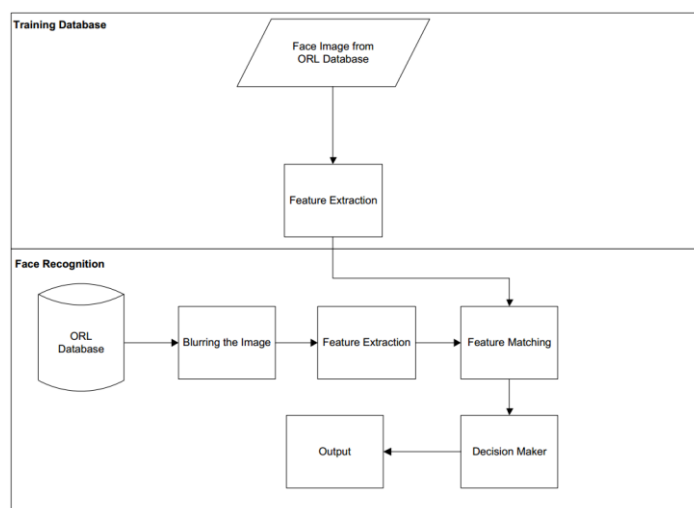 Training Database
Face Image from
ORL Database
Feature Extraction
Face Recognition
ORL
Database
Blurring the Image
Feature Extraction
Feature Matching
Output
Decision Maker